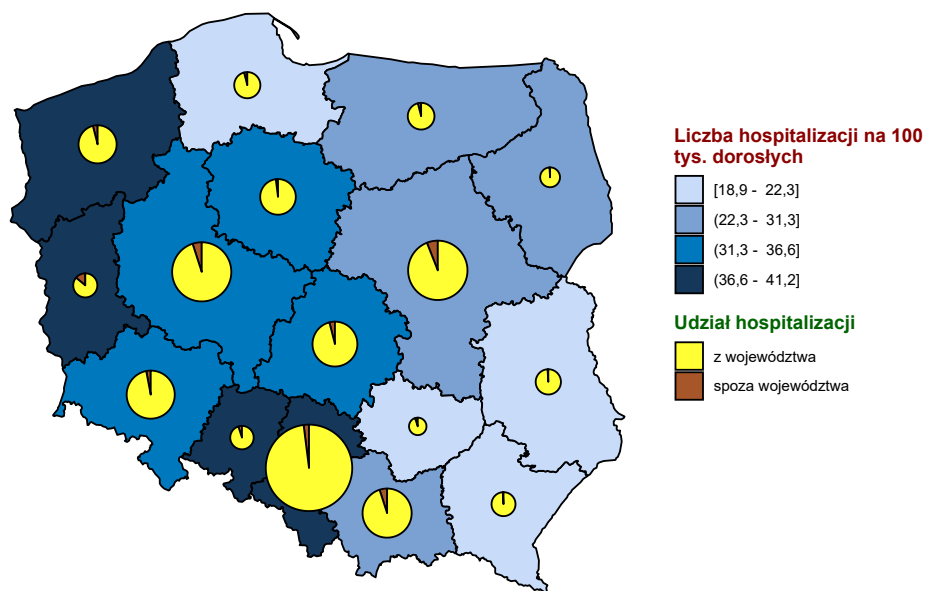 Liczba hospitalizacji na 100
tys. dorosłych
[18,9 - 22,3]
(22,3 - 31,3]
(31,3 - 36,6]
(36,6 - 41,2]
Udział hospitalizacji
z województwa
spoza województwa